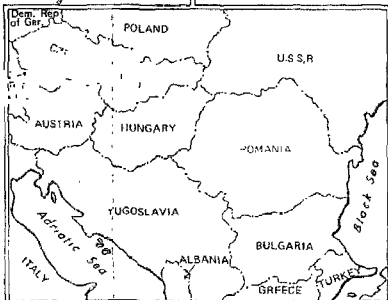 Dem. Rep
of Ger.
POLAND
U.S.S.R
AUSTRIA
HUNGARY
ROMANIA
Black Sea
YUGOSLAVIA
Adriatic Sea
BULGARIA
ALBANIA
ITALY
GREECE
TURKEY